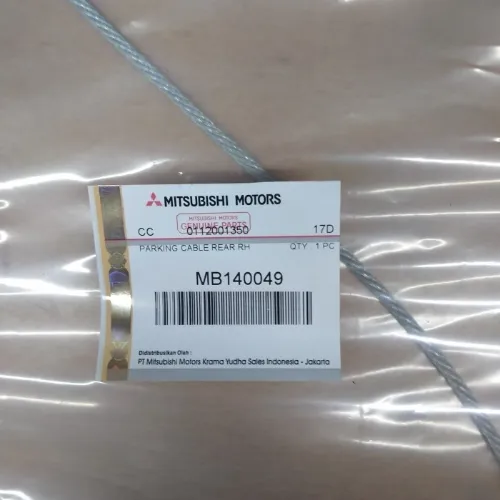 MITSUBISHI MOTORS
MITSUBISHI MOTORS
GENUINE PARTS
CC 0112001350 17D
PARKING CABLE REAR RH QTY 1 PC
MB140049
Didistribusikan Oleh :
PT Mitsubishi Motors Krama Yudha Sales Indonesia - Jakarta